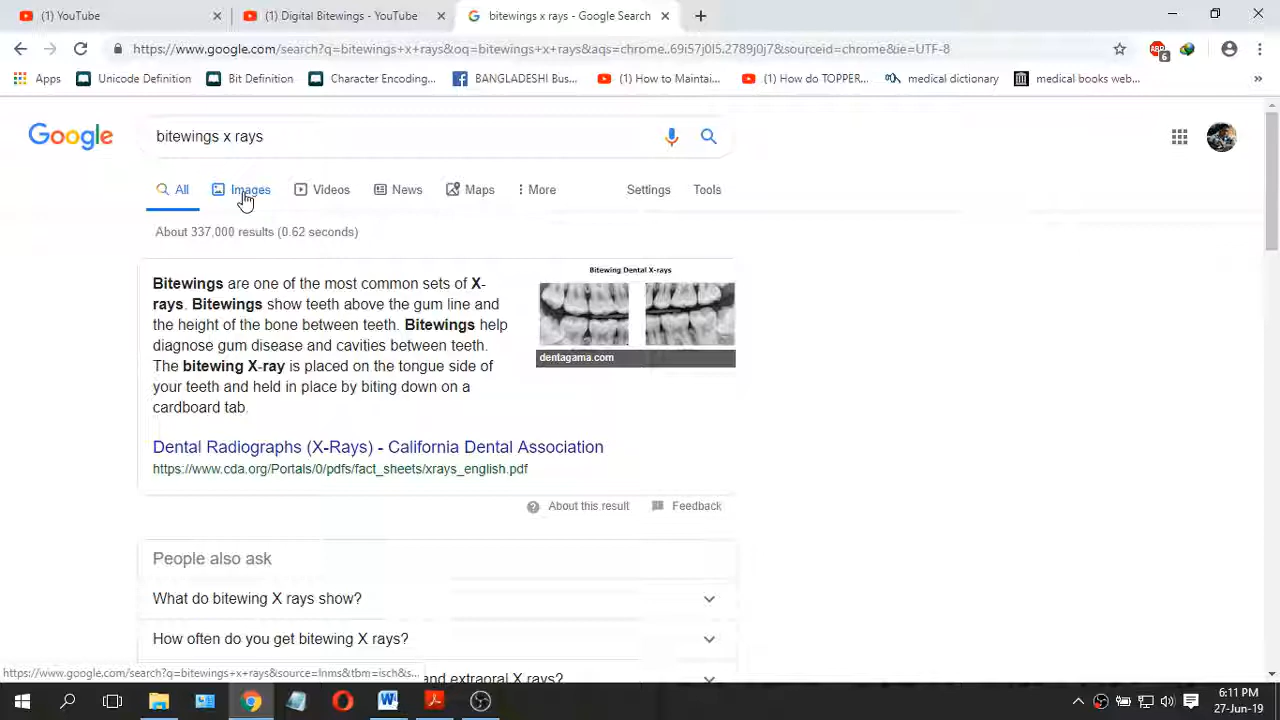 (1) YouTube
(1) Digital Bitewings - YouTube
bitewings x rays - Google Search
https://www.google.com/search?q=bitewings+x+rays&oq=bitewings+x+rays&aqs=chrome..69i57j0l5.2789j0j7&sourceid=chrome&ie=UTF-8
6
Apps
Unicode Definition
Bit Definition
Character Encoding...
BANGLADESHI Bus...
(1) How to Maintai...
(1) How do TOPPER...
medical dictionary
medical books web...
»
Google
bitewings x rays
All
Images
Videos
News
Maps
More
Settings
Tools
About 337,000 results (0.62 seconds)
Bitewings are one of the most common sets of X-
rays. Bitewings show teeth above the gum line and
the height of the bone between teeth. Bitewings help
diagnose gum disease and cavities between teeth.
The bitewing X-ray is placed on the tongue side of
your teeth and held in place by biting down on a
cardboard tab.
Bitewing Dental X-rays
dentagama.com
Dental Radiographs (X-Rays) - California Dental Association
https://www.cda.org/Portals/0/pdfs/fact_sheets/xrays_english.pdf
About this result
Feedback
People also ask
What do bitewing X rays show?
How often do you get bitewing X rays?
and extraoral X rays?
https://www.google.com/search?q=bitewings+x+rays&source=lnms&tbm=isch&s...
6:11 PM
27-Jun-19